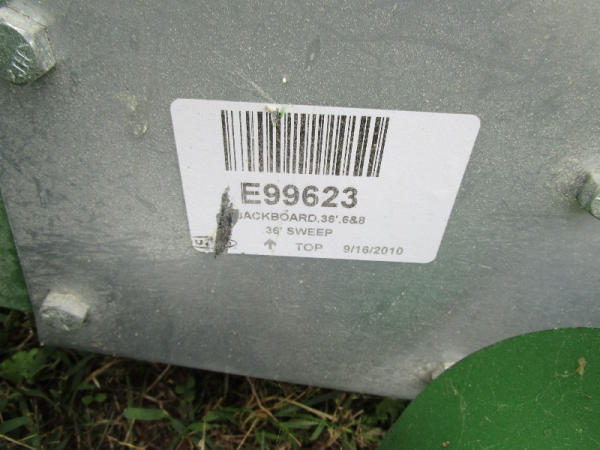 E99623
BACKBOARD,36',6&8
36' SWEEP
↑ TOP 9/16/2010